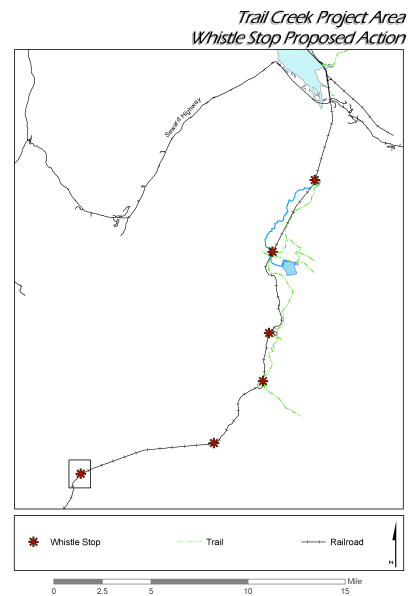 Trail Creek Project Area
Whistle Stop Proposed Action
Seward Highway
Whistle Stop
Trail
Railroad
N
Mile
0 2.5 5 10 15